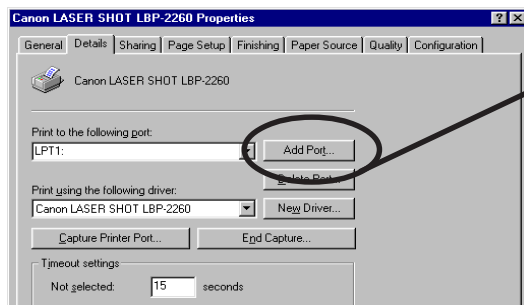 Canon LASER SHOT LBP-2260 Properties
General Details Sharing Page Setup Finishing Paper Source Quality Configuration
Canon LASER SHOT LBP-2260
Print to the following port:
LPT1: Add Port...
Delete Port...
Print using the following driver:
Canon LASER SHOT LBP-2260 New Driver...
Capture Printer Port... End Capture...
Timeout settings
Not selected: 15 seconds